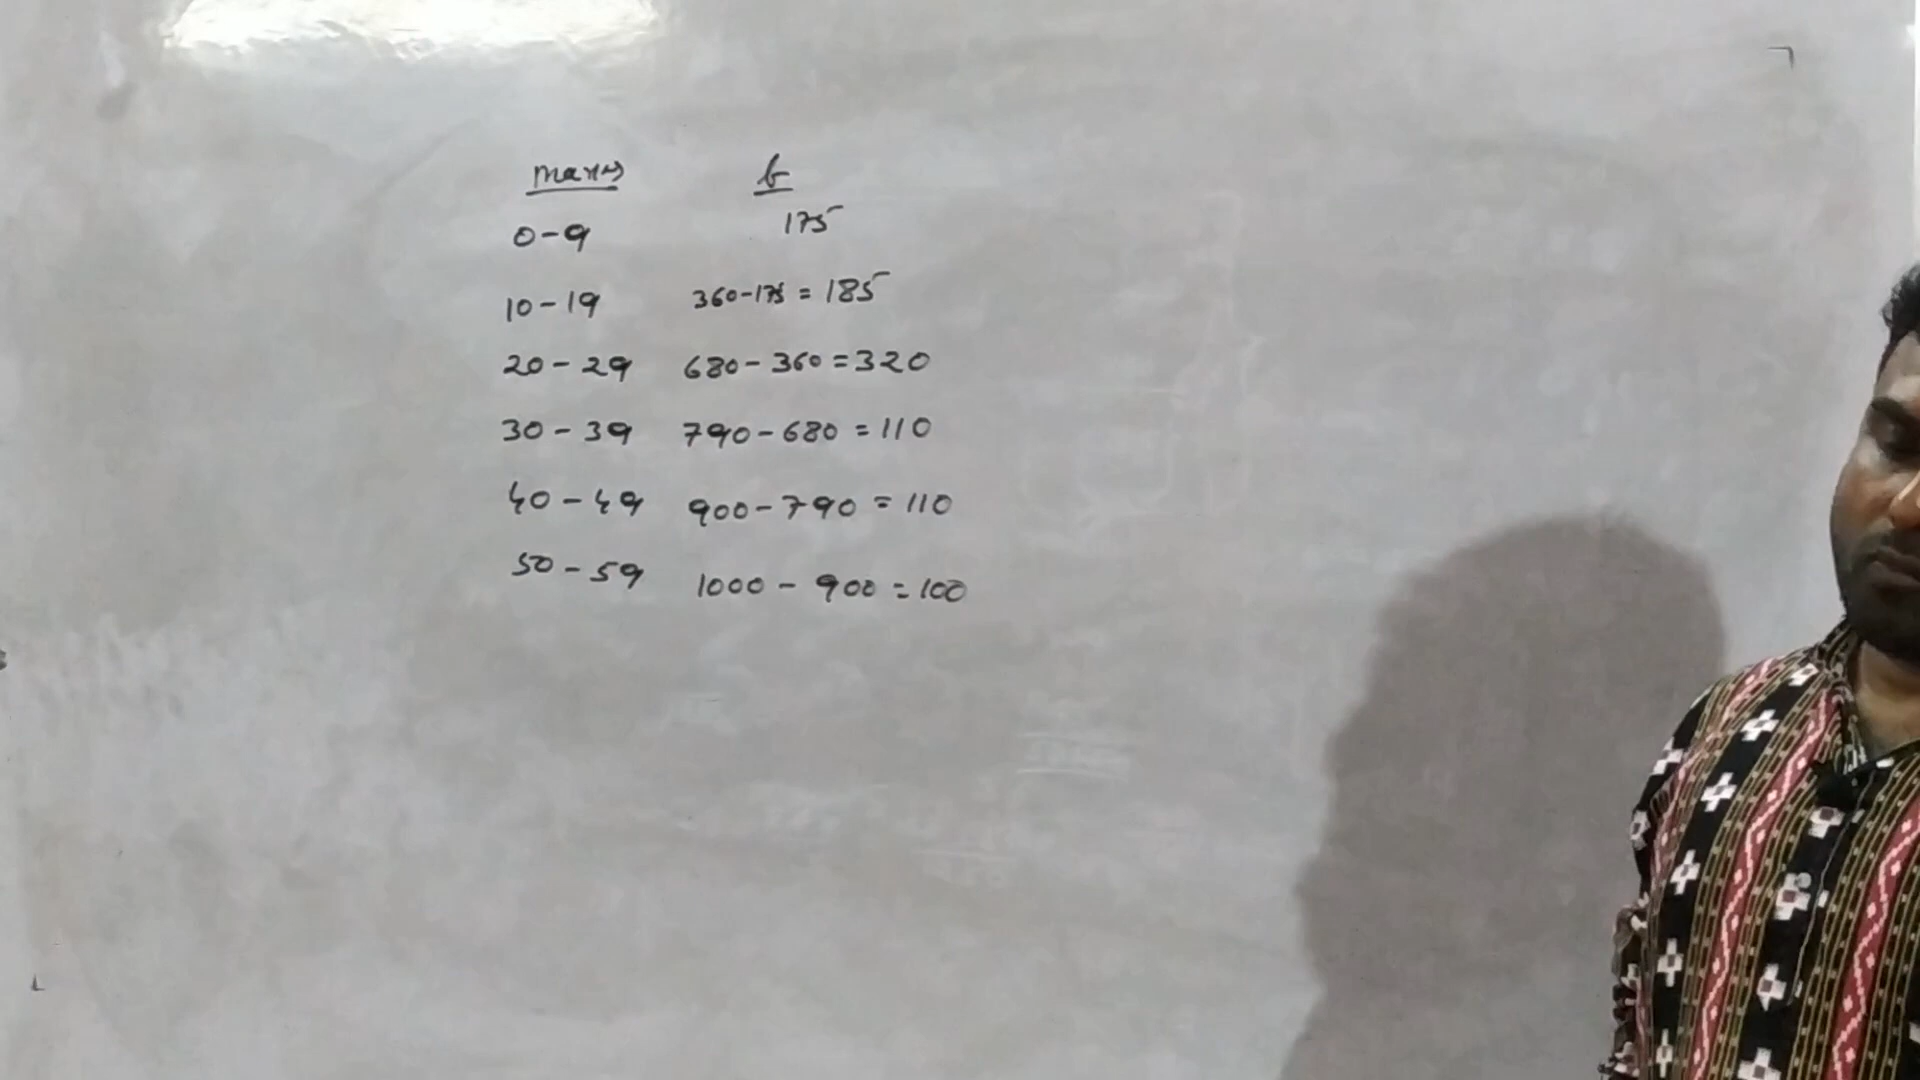 Marks f
0-9 175
10-19 360-175 = 185
20-29 680-360 = 320
30-39 790-680 = 110
40-49 900-790 = 110
50-59 1000-900 = 100